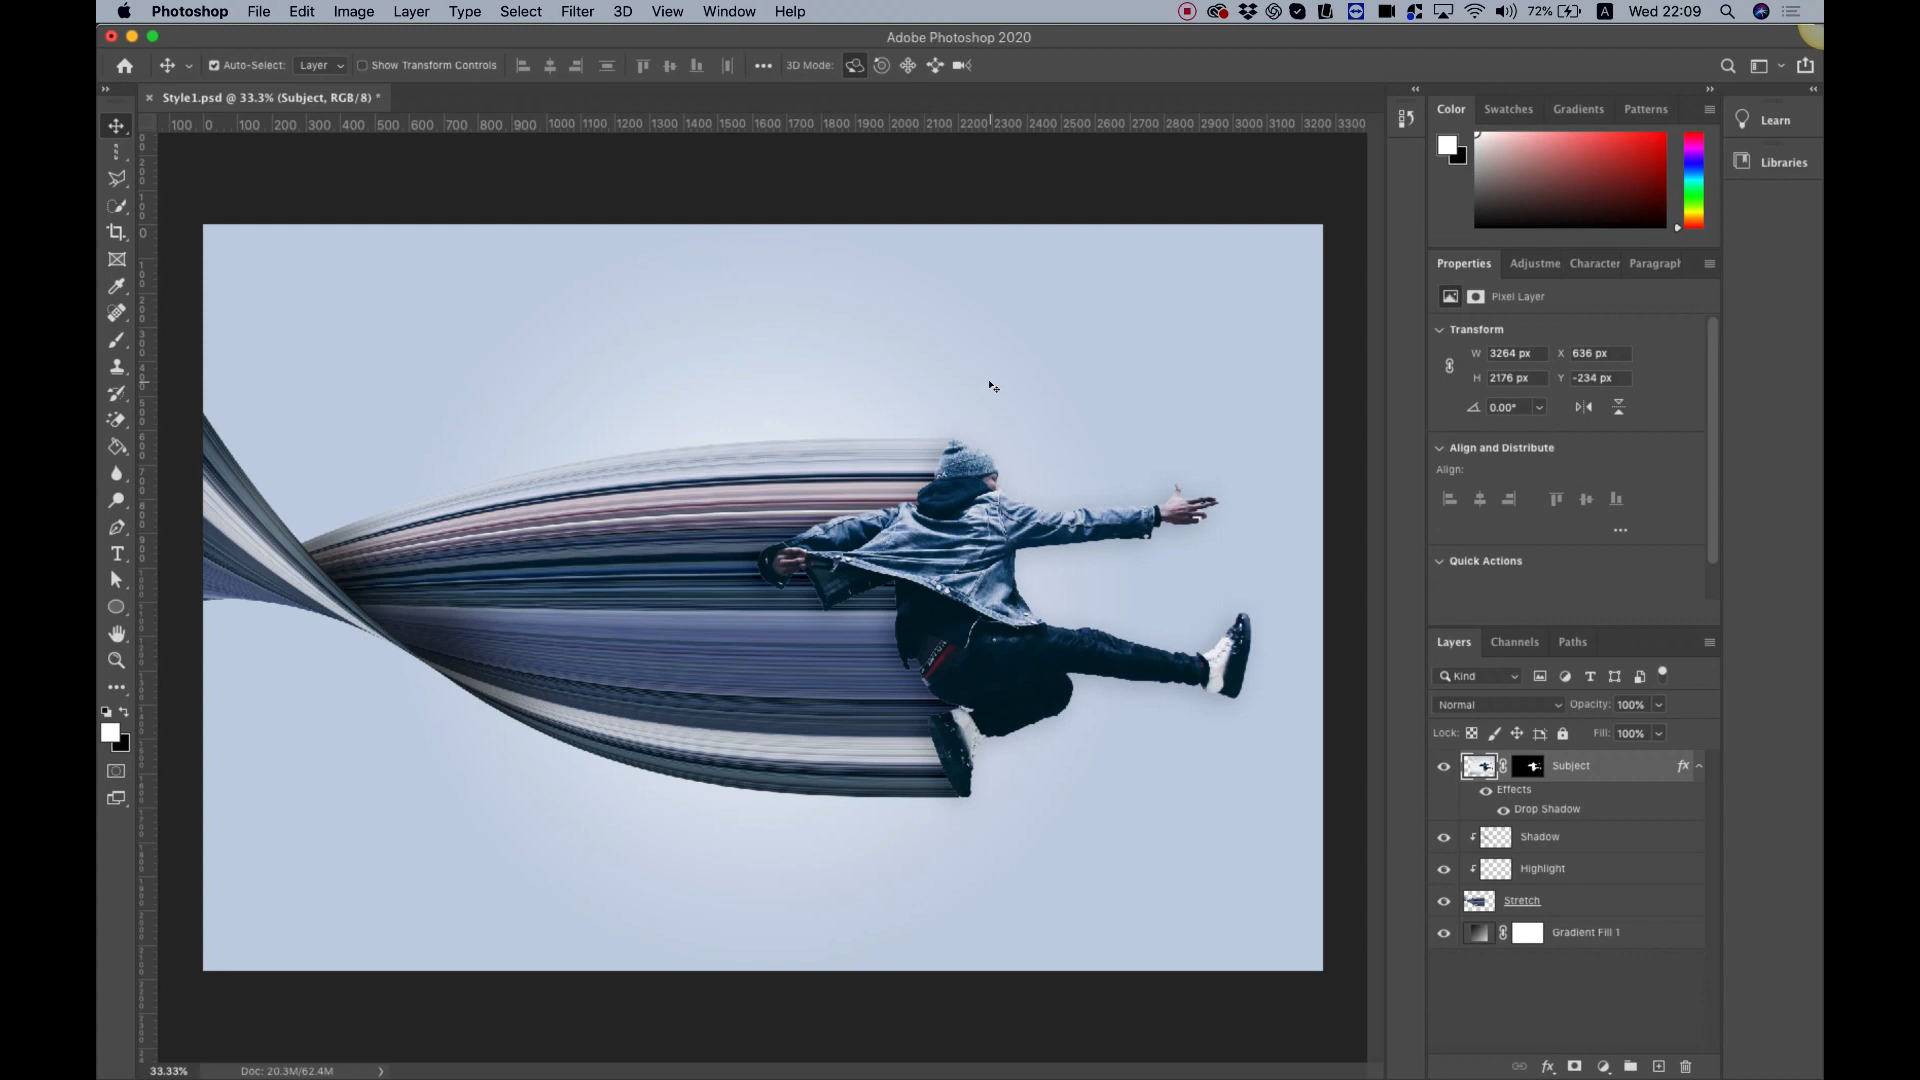 Photoshop File Edit Image Layer Type Select Filter 3D View Window Help 72% A Wed 22:09
Adobe Photoshop 2020
Auto-Select: Layer Show Transform Controls 3D Mode:
Style1.psd @ 33.3% (Subject, RGB/8) *
100 0 100 200 300 400 500 600 700 800 900 1000 1100 1200 1300 1400 1500 1600 1700 1800 1900 2000 2100 2200 2300 2400 2500 2600 2700 2800 2900 3000 3100 3200 3300
Color Swatches Gradients Patterns
Learn
Libraries
Properties Adjustme Character Paragraph
Pixel Layer
Transform
W 3264 px X 636 px
H 2176 px Y -234 px
0.00°
Align and Distribute
Align:
Quick Actions
Layers Channels Paths
Kind
Normal Opacity: 100%
Lock: Fill: 100%
Subject fx
Effects
Drop Shadow
Shadow
Highlight
Stretch
Gradient Fill 1
33.33% Doc: 20.3M/62.4M
fx